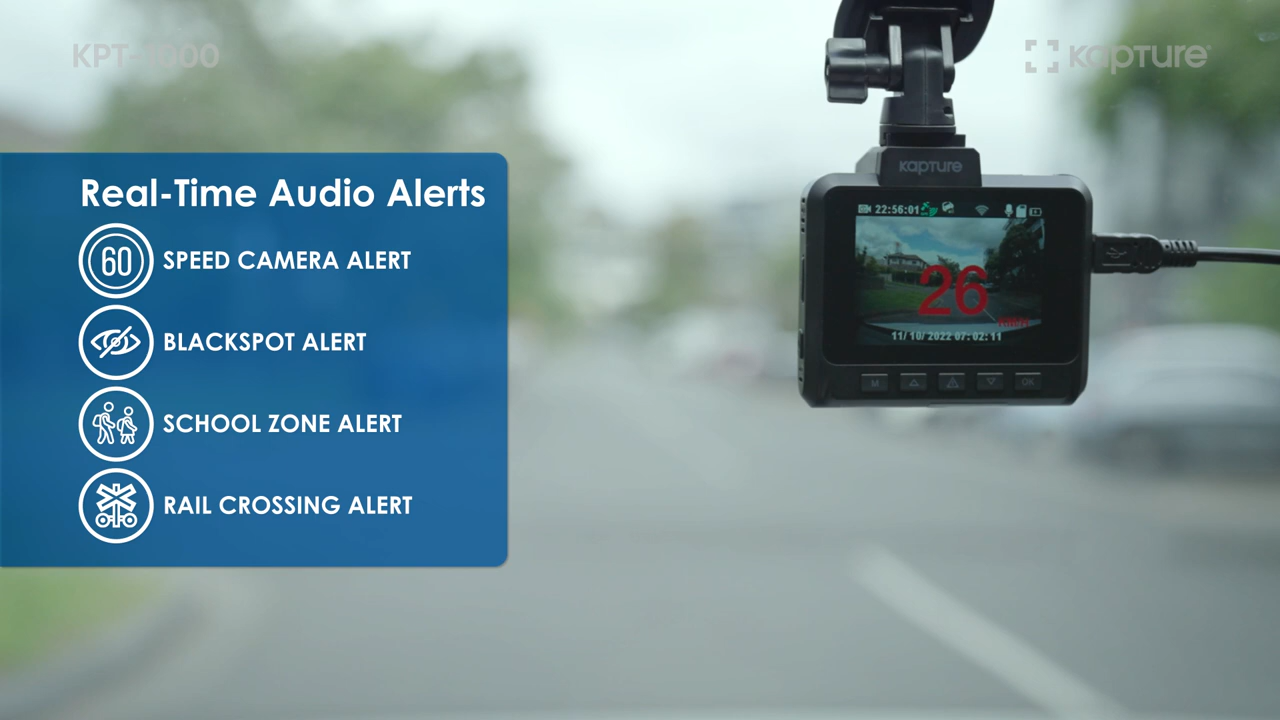 KPT-1000
kapture
Real-Time Audio Alerts
60
SPEED CAMERA ALERT
BLACKSPOT ALERT
SCHOOL ZONE ALERT
RAIL CROSSING ALERT
kapture
22:56:01
26
KM/H
11/10/2022 07:02:11
M
OK